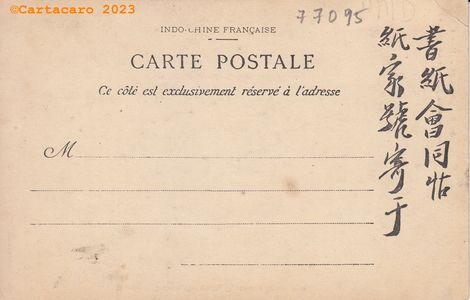 ©Cartacaro 2023
77095
INDO-CHINE FRANÇAISE
CARTE POSTALE
Ce côté est exclusivement réservé à l'adresse
M
書紙會同帖
紙家號寄于